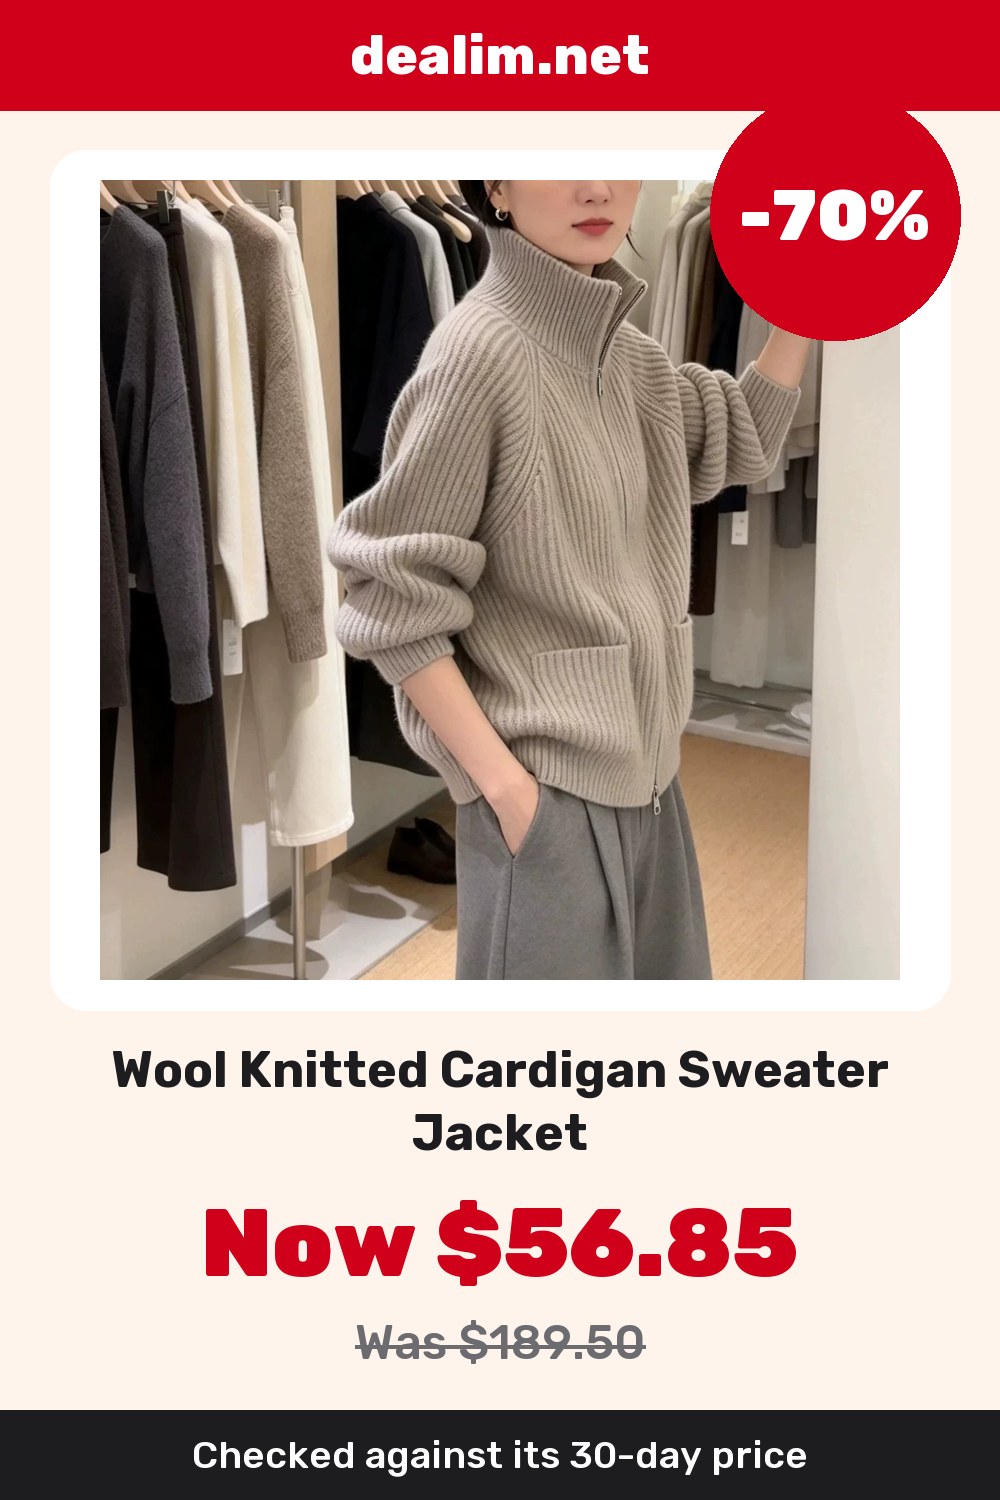 dealim.net
-70%
Wool Knitted Cardigan Sweater
Jacket
Now $56.85
Was $189.50
Checked against its 30-day price